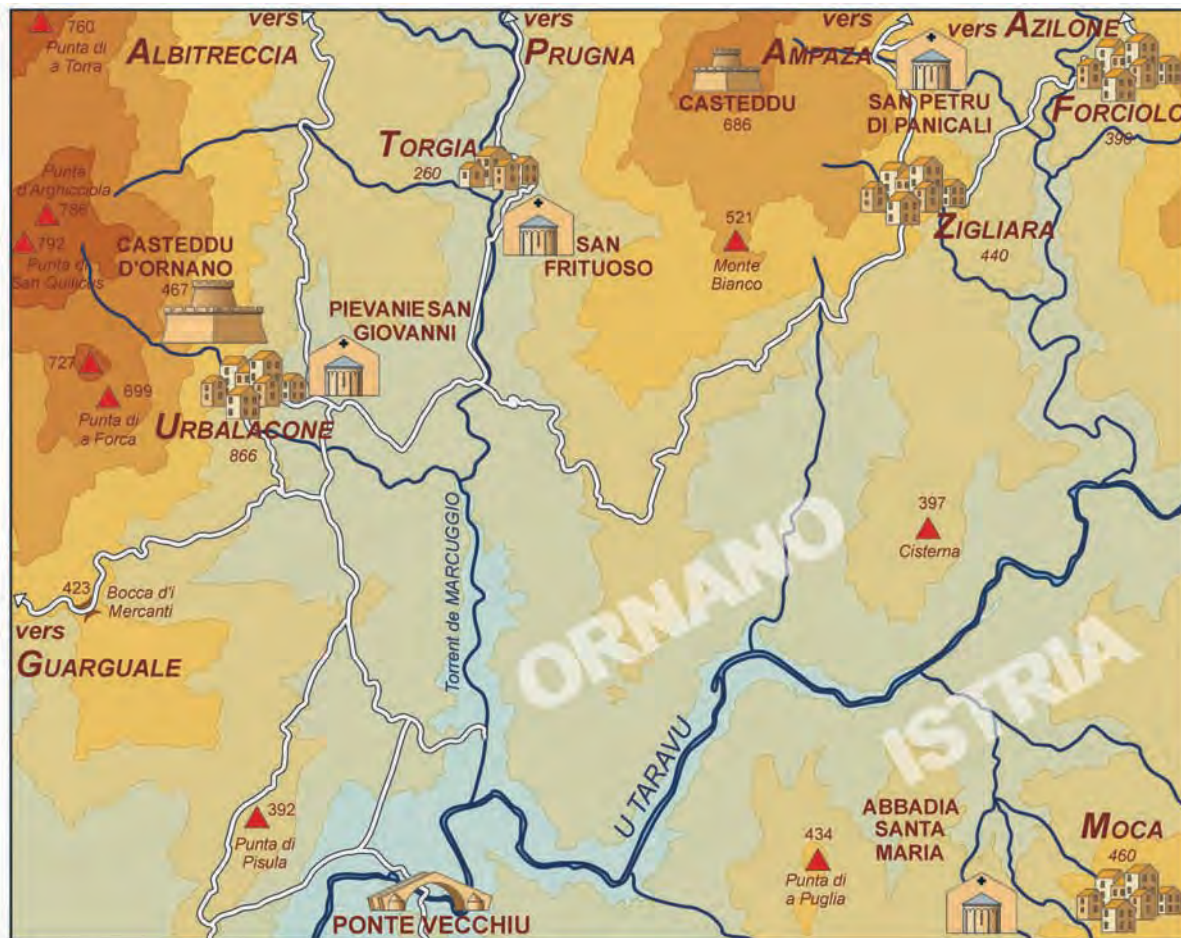 760
Punta di
a Torra
vers
ALBITRECCIA
vers
PRUGNA
vers
AMPAZA
vers AZILONE
CASTEDDU
686
SAN PETRU
DI PANICALI
FORCIOLO
390
TORGIA
260
Punta
d'Arghicciola
786
792
Punta di
San Quilicus
CASTEDDU
D'ORNANO
467
SAN
FRITUOSO
521
Monte
Bianco
ZIGLIARA
440
PIEVANIE SAN
GIOVANNI
727
699
Punta di
a Forca
URBALACONE
866
Torrent de MARCUGGIO
397
Cisterna
423
Bocca d'i
Mercanti
vers
GUARGUALE
ORNANO
ISTRIA
U TARAVU
392
Punta di
Pisula
434
Punta di
a Puglia
ABBADIA
SANTA
MARIA
MOCA
460
PONTE VECCHIU